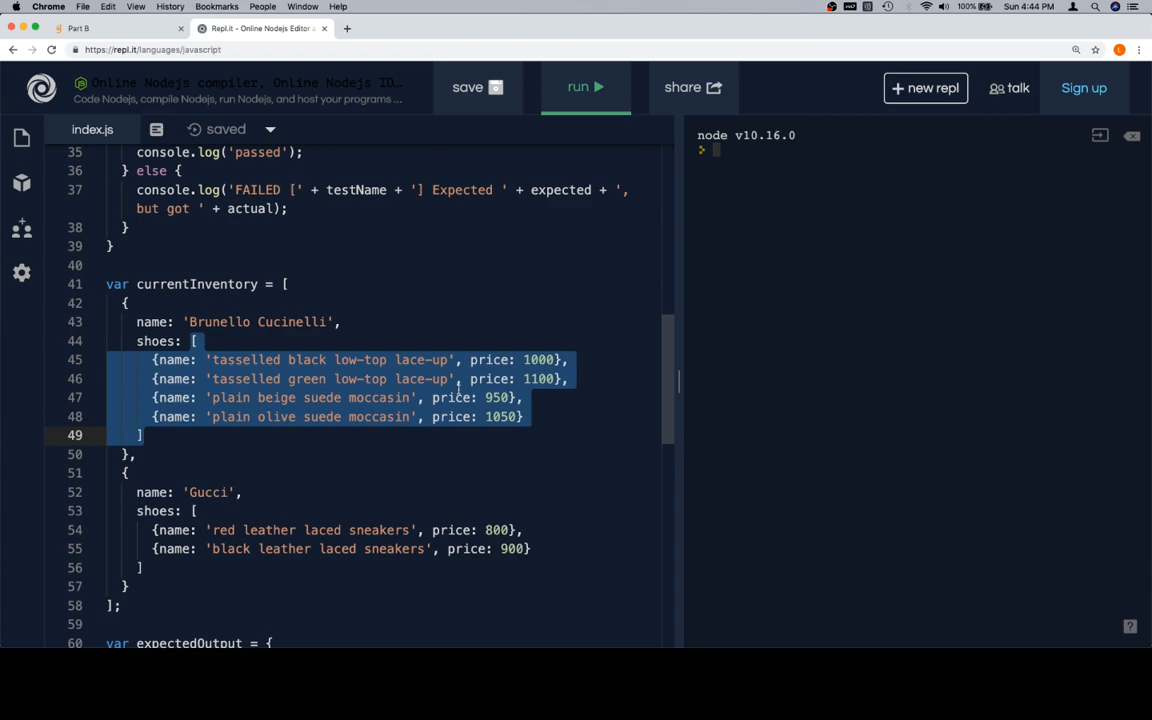 Chrome File Edit View History Bookmarks People Window Help 100% Sun 4:44 PM
Part B
Repl.it - Online Nodejs Editor a
https://repl.it/languages/javascript
Online Nodejs compiler, Online Nodejs ID...
Code Nodejs, compile Nodejs, run Nodejs, and host your programs ...
save
run
share
+ new repl
talk
Sign up
index.js
saved
35 console.log('passed');
36 } else {
37 console.log('FAILED [' + testName + '] Expected ' + expected + ',
but got ' + actual);
38 }
39 }
40
41 var currentInventory = [
42 {
43 name: 'Brunello Cucinelli',
44 shoes: [
45 {name: 'tasselled black low-top lace-up', price: 1000},
46 {name: 'tasselled green low-top lace-up', price: 1100},
47 {name: 'plain beige suede moccasin', price: 950},
48 {name: 'plain olive suede moccasin', price: 1050}
49 ]
50 },
51 {
52 name: 'Gucci',
53 shoes: [
54 {name: 'red leather laced sneakers', price: 800},
55 {name: 'black leather laced sneakers', price: 900}
56 ]
57 }
58 ];
59
60 var expectedOutput = {
node v10.16.0